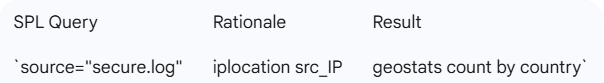 SPL Query Rationale Result
`source="secure.log" iplocation src_IP geostats count by country`